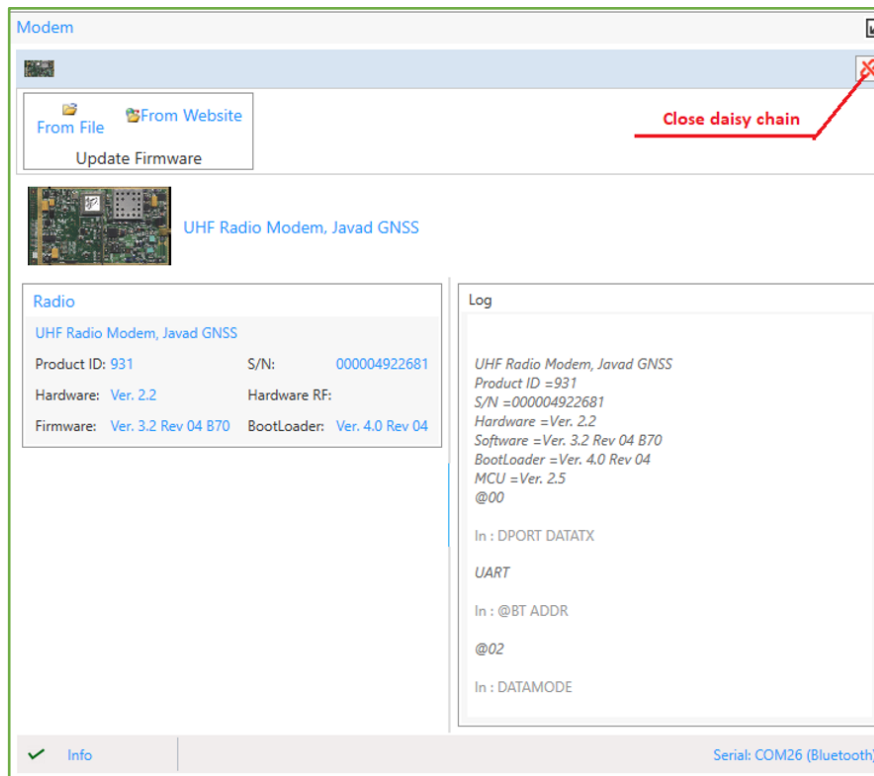 Modem
From File
From Website
Update Firmware
Close daisy chain
UHF Radio Modem, Javad GNSS
Radio
UHF Radio Modem, Javad GNSS
Product ID: 931 S/N: 000004922681
Hardware: Ver. 2.2 Hardware RF:
Firmware: Ver. 3.2 Rev 04 B70 BootLoader: Ver. 4.0 Rev 04
Log
UHF Radio Modem, Javad GNSS
Product ID =931
S/N =000004922681
Hardware =Ver. 2.2
Software =Ver. 3.2 Rev 04 B70
BootLoader =Ver. 4.0 Rev 04
MCU =Ver. 2.5
@00
In : DPORT DATATX
UART
In : @BT ADDR
@02
In : DATAMODE
Info
Serial: COM26 (Bluetooth)